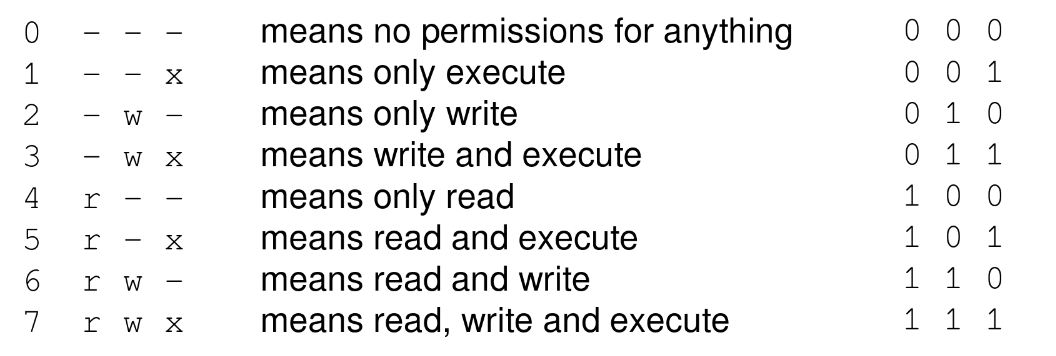 0 - - - means no permissions for anything 0 0 0
1 - - x means only execute 0 0 1
2 - w - means only write 0 1 0
3 - w x means write and execute 0 1 1
4 r - - means only read 1 0 0
5 r - x means read and execute 1 0 1
6 r w - means read and write 1 1 0
7 r w x means read, write and execute 1 1 1